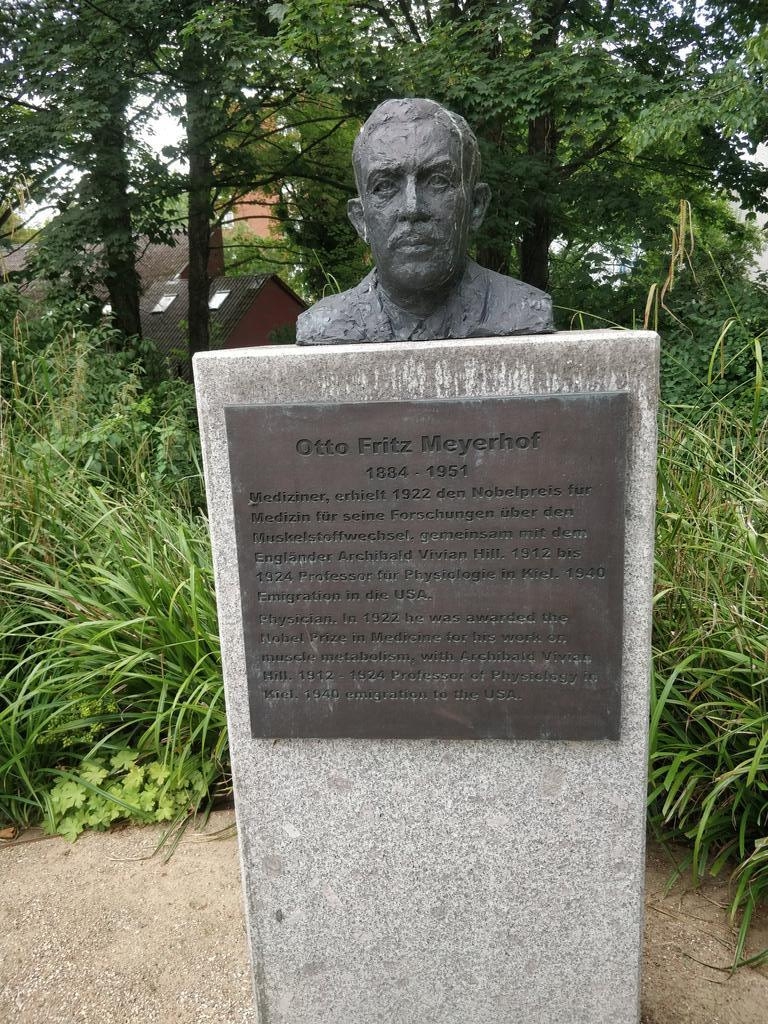 Otto Fritz Meyerhof
1884 - 1951
Mediziner, erhielt 1922 den Nobelpreis für
Medizin für seine Forschungen über den
Muskelstoffwechsel, gemeinsam mit dem
Engländer Archibald Vivian Hill. 1912 bis
1924 Professor für Physiologie in Kiel. 1940
Emigration in die USA.
Physician. In 1922 he was awarded the
Nobel Prize in Medicine for his work on
muscle metabolism, with Archibald Vivian
Hill. 1912 - 1924 Professor of Physiology in
Kiel. 1940 emigration to the USA.